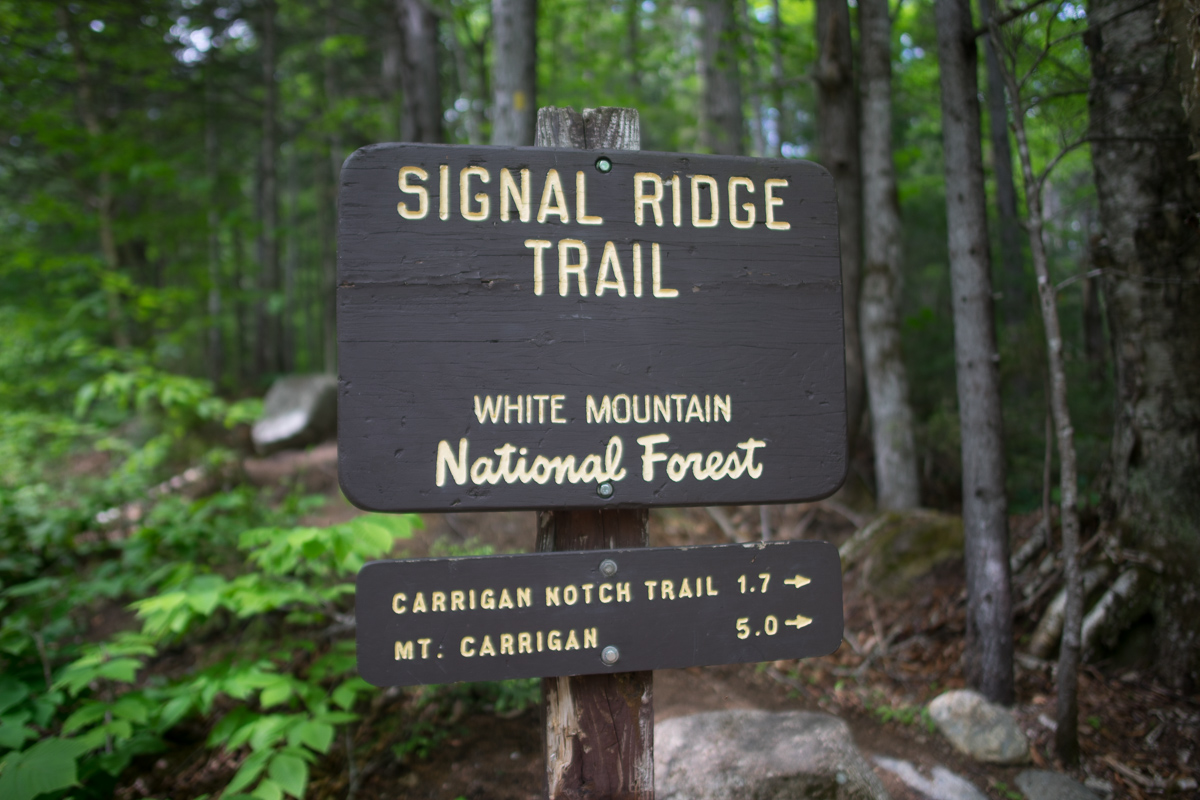 SIGNAL RIDGE
TRAIL
WHITE MOUNTAIN
National Forest
CARRIGAN NOTCH TRAIL 1.7 →
MT. CARRIGAN 5.0 →